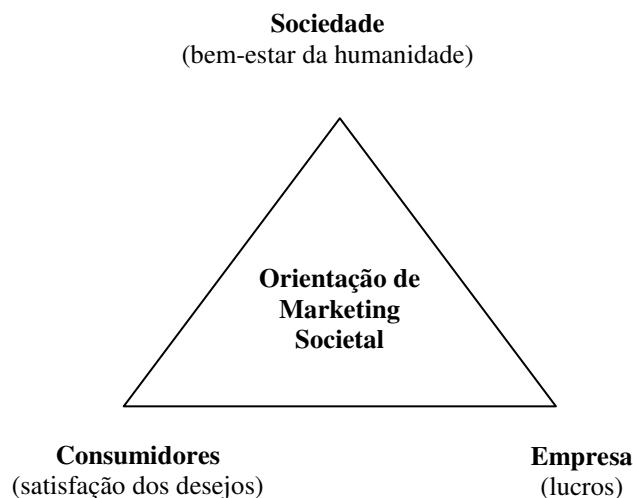 Sociedade
(bem-estar da humanidade)
Orientação de
Marketing
Societal
Consumidores
(satisfação dos desejos)
Empresa
(lucros)